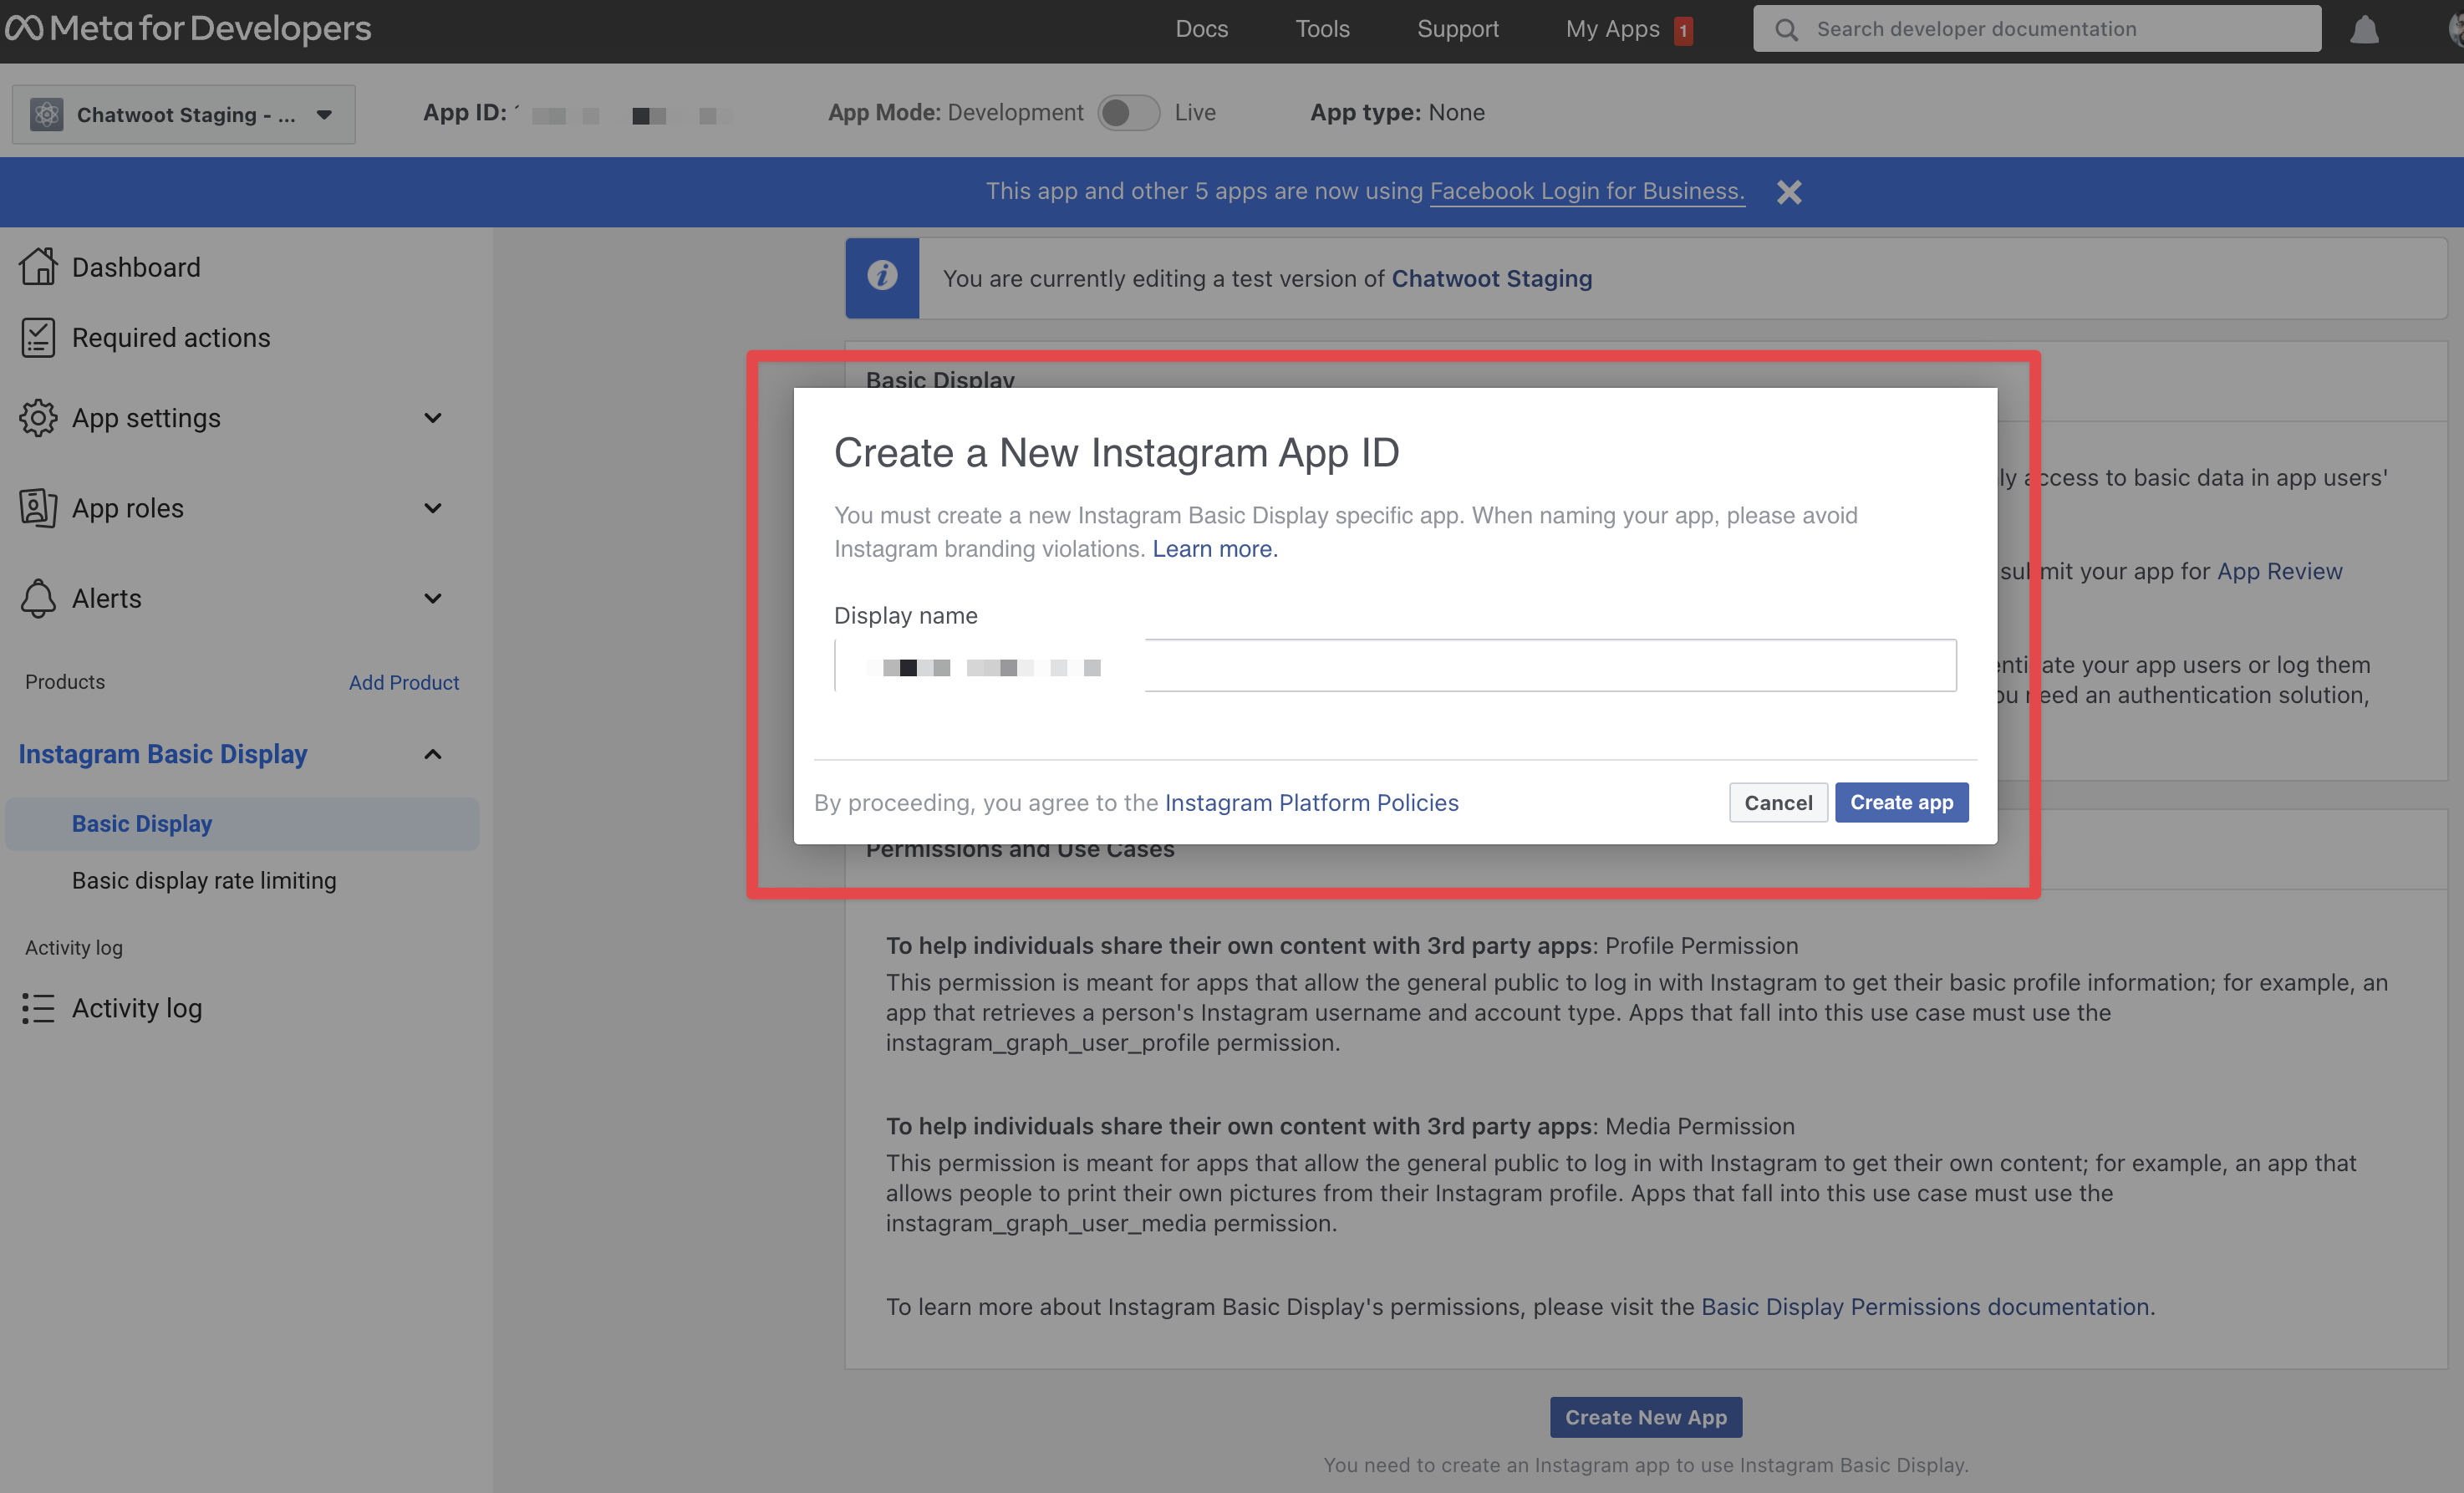 Meta for Developers
Docs Tools Support My Apps 1 Search developer documentation
Chatwoot Staging - ... App ID: App Mode: Development Live App type: None
This app and other 5 apps are now using Facebook Login for Business.
Dashboard
Required actions
App settings
App roles
Alerts
Products Add Product
Instagram Basic Display
Basic Display
Basic display rate limiting
Activity log
Activity log
You are currently editing a test version of Chatwoot Staging
Basic Display
ly access to basic data in app users'
submit your app for App Review
enticate your app users or log them
ou need an authentication solution,
Create a New Instagram App ID
You must create a new Instagram Basic Display specific app. When naming your app, please avoid
Instagram branding violations. Learn more.
Display name
By proceeding, you agree to the Instagram Platform Policies Cancel Create app
Permissions and Use Cases
To help individuals share their own content with 3rd party apps: Profile Permission
This permission is meant for apps that allow the general public to log in with Instagram to get their basic profile information; for example, an
app that retrieves a person's Instagram username and account type. Apps that fall into this use case must use the
instagram_graph_user_profile permission.
To help individuals share their own content with 3rd party apps: Media Permission
This permission is meant for apps that allow the general public to log in with Instagram to get their own content; for example, an app that
allows people to print their own pictures from their Instagram profile. Apps that fall into this use case must use the
instagram_graph_user_media permission.
To learn more about Instagram Basic Display's permissions, please visit the Basic Display Permissions documentation.
Create New App
You need to create an Instagram app to use Instagram Basic Display.